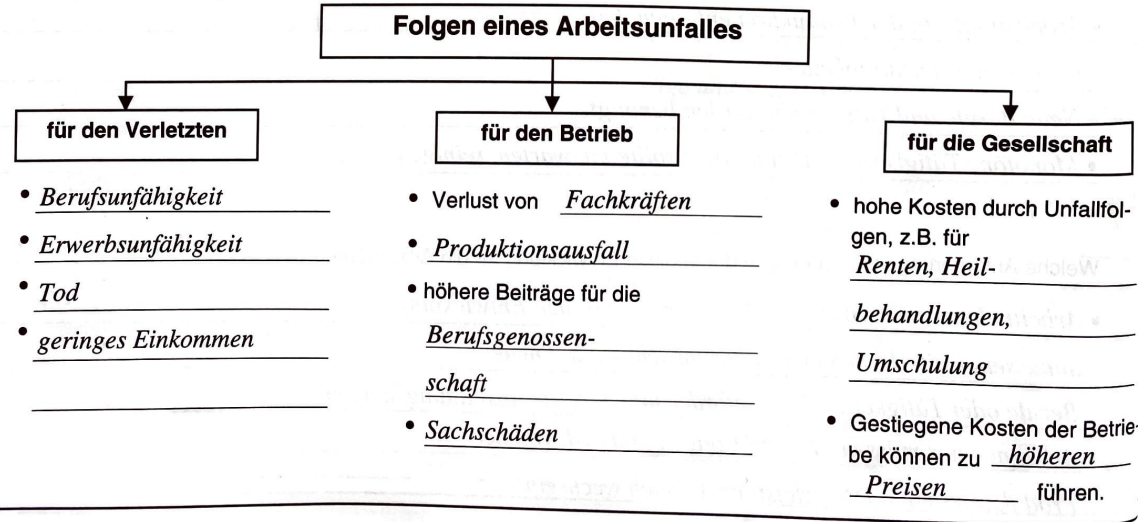 Folgen eines Arbeitsunfalles
für den Verletzten
• Berufsunfähigkeit
• Erwerbsunfähigkeit
• Tod
• geringes Einkommen
für den Betrieb
• Verlust von Fachkräften
• Produktionsausfall
• höhere Beiträge für die
Berufsgenossen-
schaft
• Sachschäden
für die Gesellschaft
• hohe Kosten durch Unfallfol-
gen, z.B. für
Renten, Heil-
behandlungen,
Umschulung
• Gestiegene Kosten der Betrie-
be können zu höheren
Preisen führen.